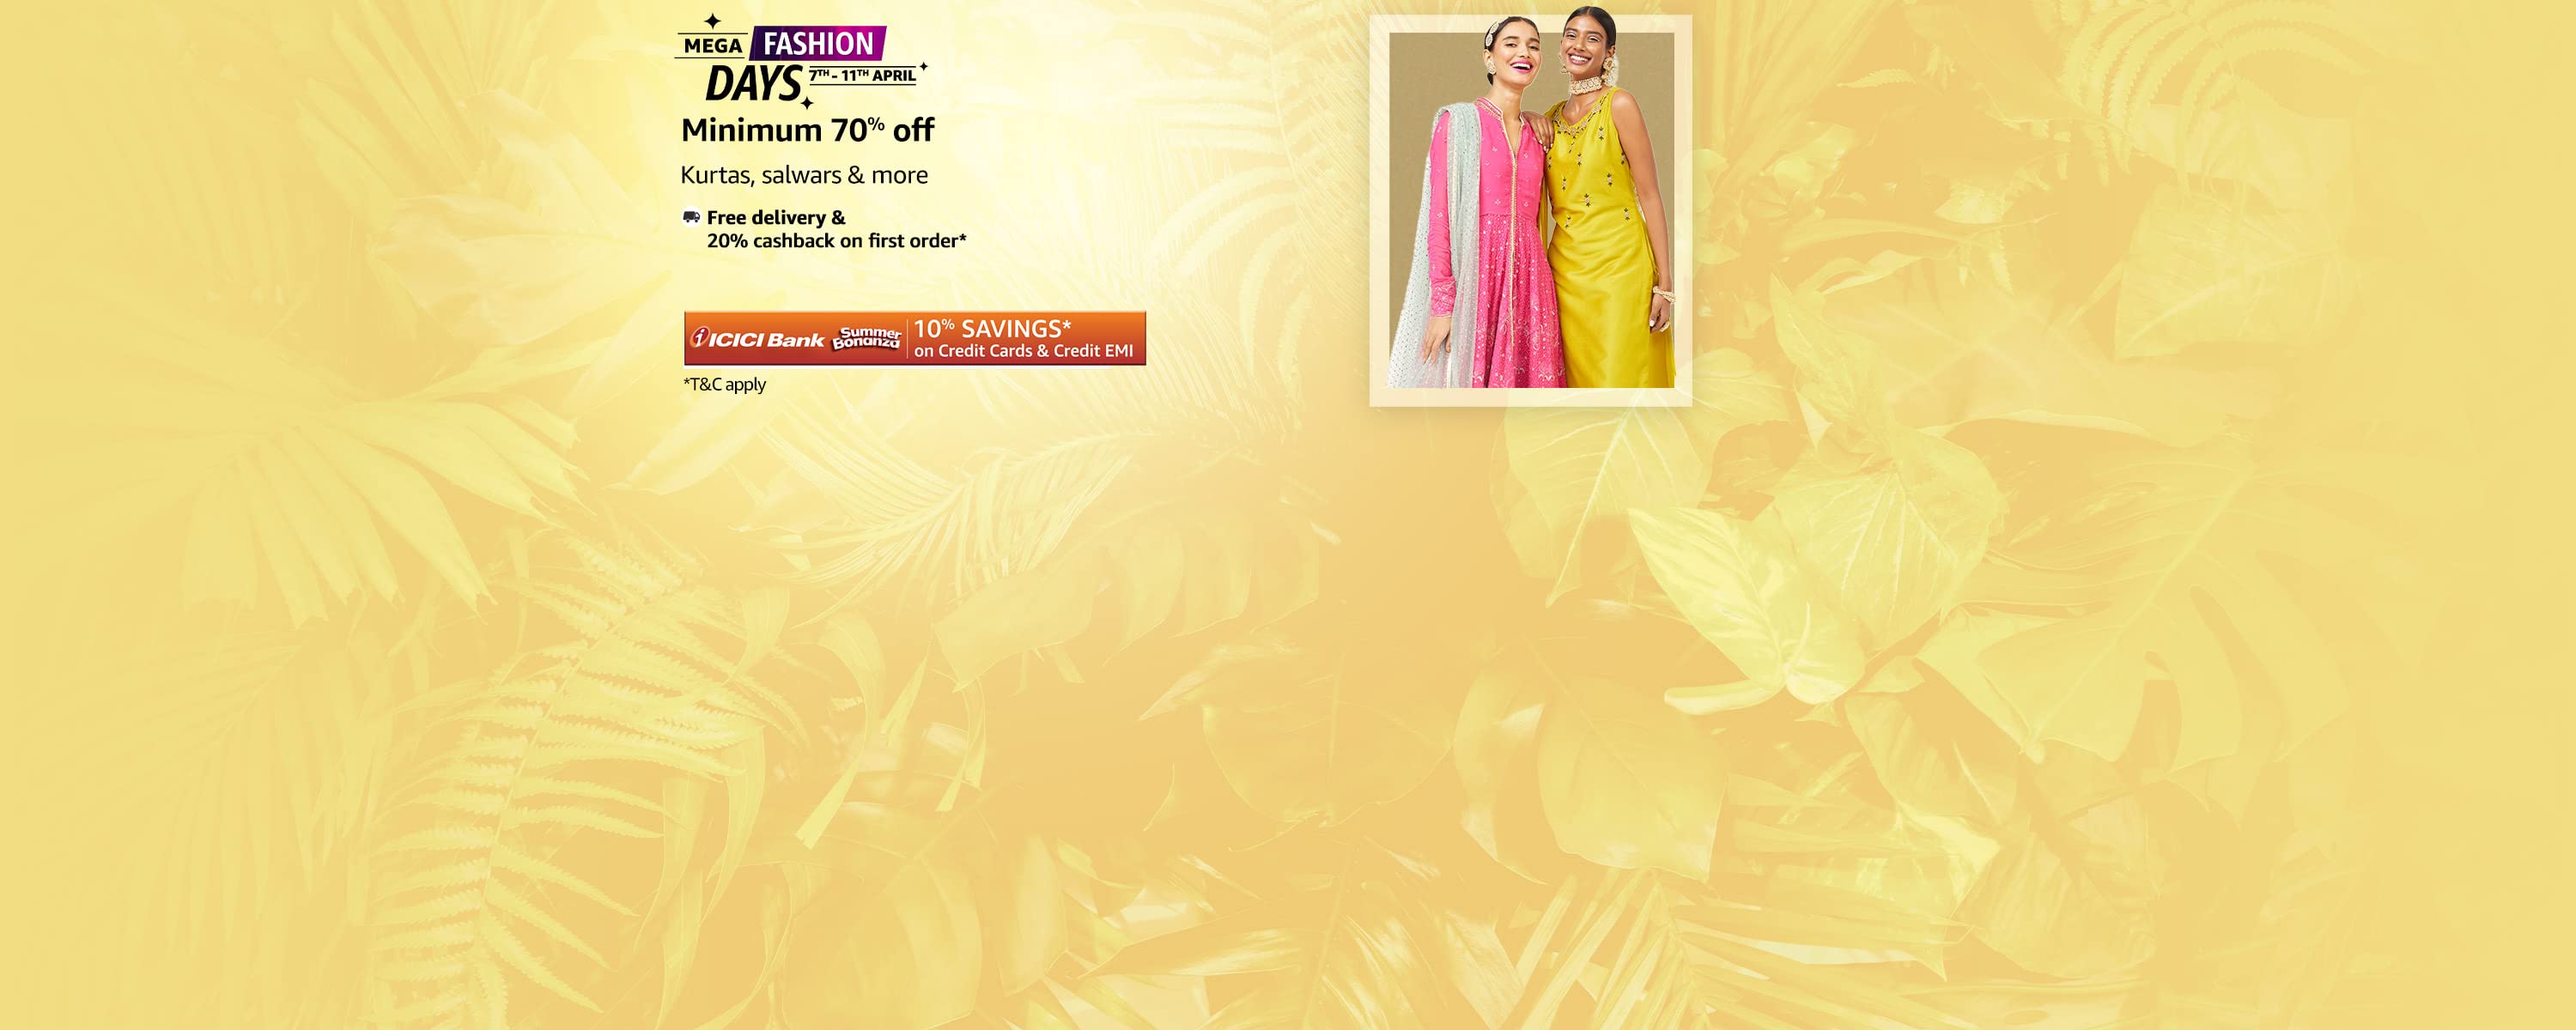 MEGA FASHION
DAYS 7TH - 11TH APRIL
Minimum 70% off
Kurtas, salwars & more
Free delivery &
20% cashback on first order*
ICICI Bank Summer Bonanza 10% SAVINGS*
on Credit Cards & Credit EMI
*T&C apply